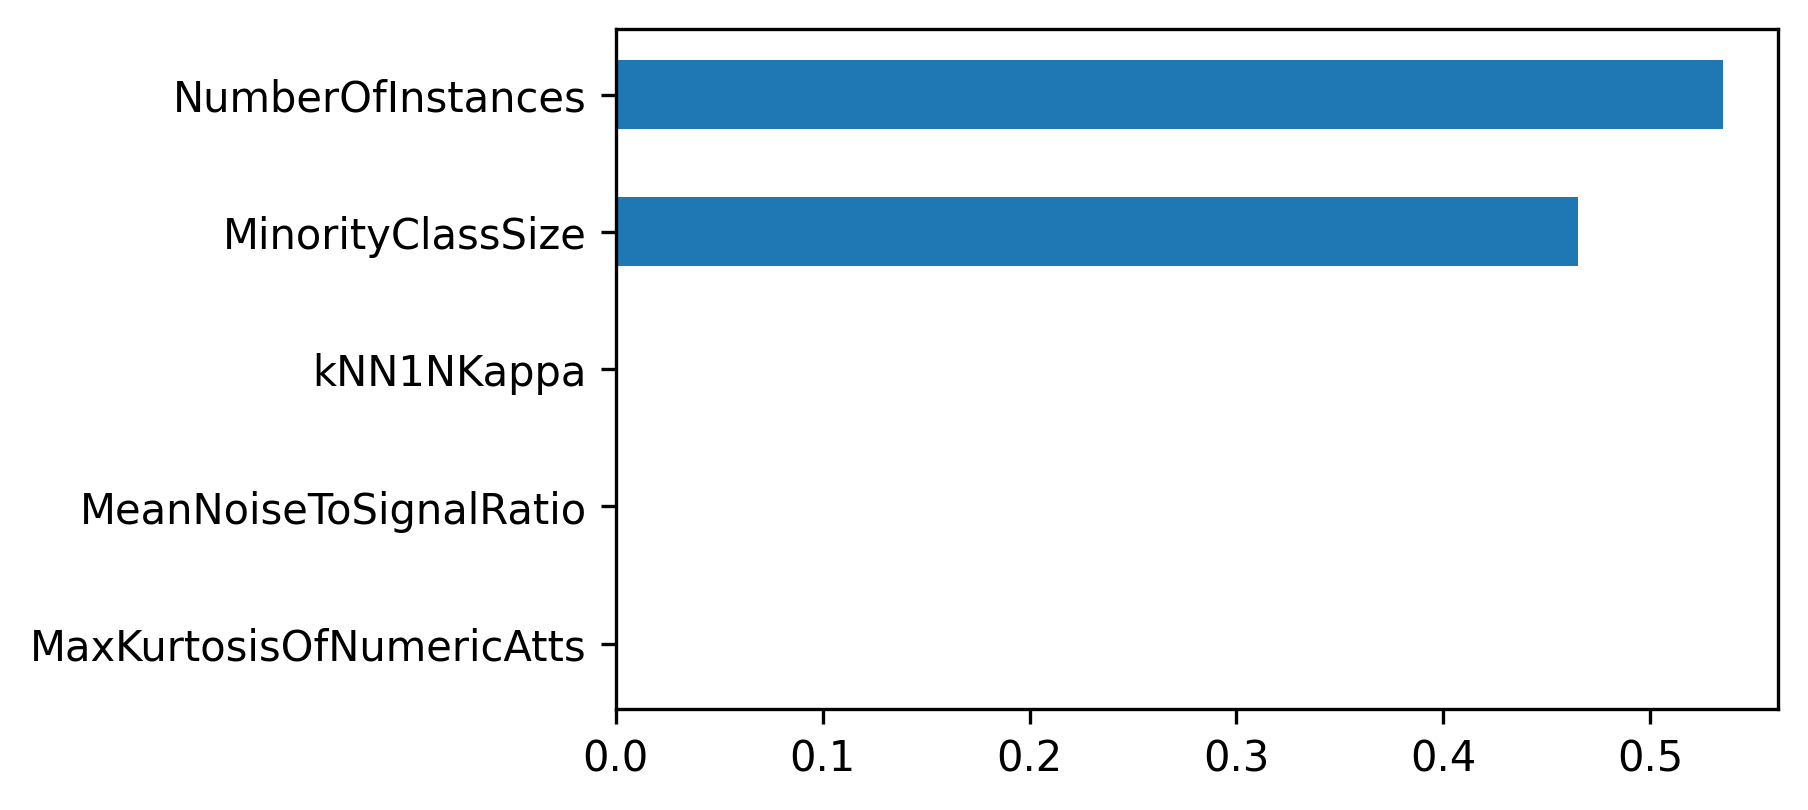 NumberOfInstances
MinorityClassSize
kNN1NKappa
MeanNoiseToSignalRatio
MaxKurtosisOfNumericAtts
0.0 0.1 0.2 0.3 0.4 0.5